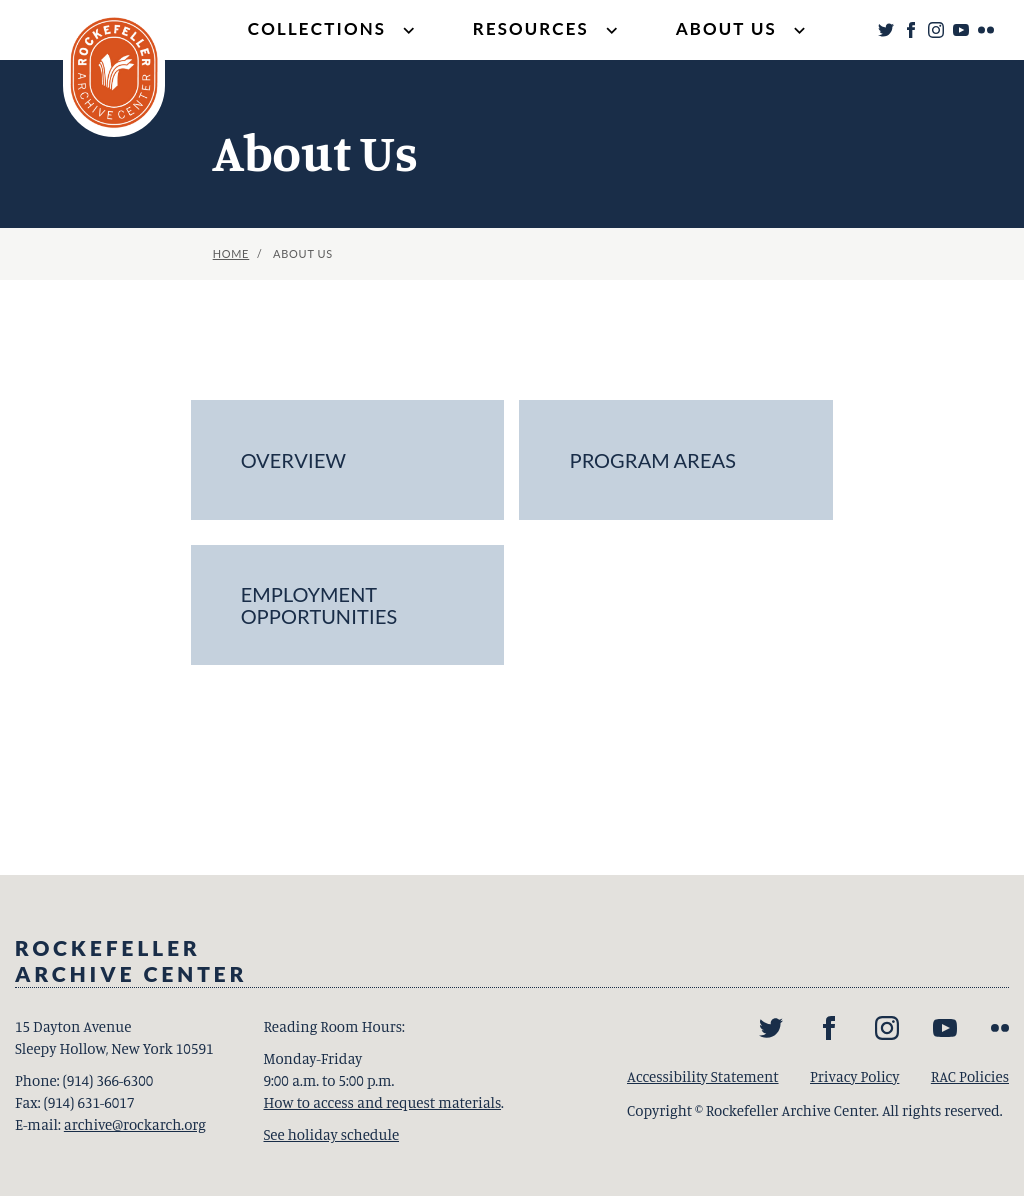 COLLECTIONS
RESOURCES
ABOUT US
ROCKEFELLER
ARCHIVE CENTER
About Us
HOME / ABOUT US
OVERVIEW
PROGRAM AREAS
EMPLOYMENT
OPPORTUNITIES
ROCKEFELLER
ARCHIVE CENTER
15 Dayton Avenue
Sleepy Hollow, New York 10591
Phone: (914) 366-6300
Fax: (914) 631-6017
E-mail: archive@rockarch.org
Reading Room Hours:
Monday-Friday
9:00 a.m. to 5:00 p.m.
How to access and request materials.
See holiday schedule
Accessibility Statement
Privacy Policy
RAC Policies
Copyright © Rockefeller Archive Center. All rights reserved.